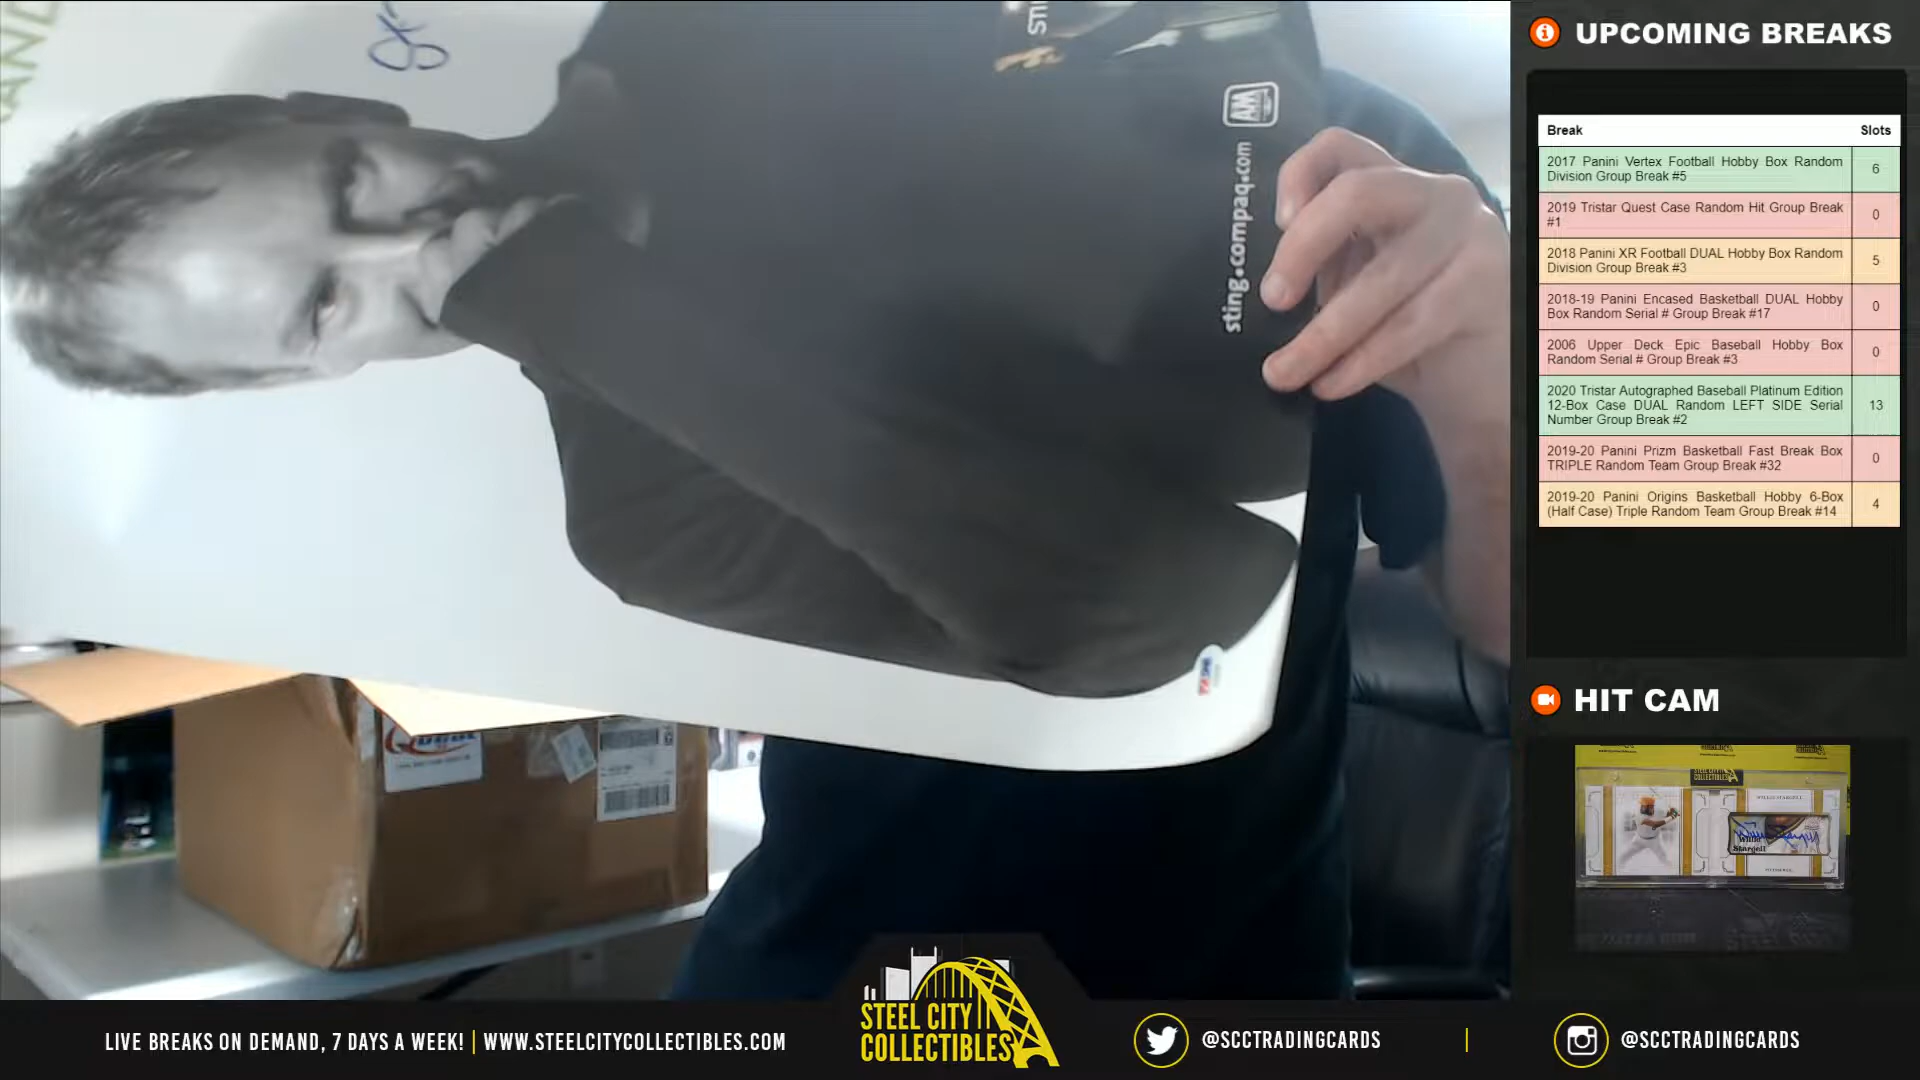 sting.compaq.com
UPCOMING BREAKS
Break Slots
2017 Panini Vertex Football Hobby Box Random 6
Division Group Break #5
2019 Tristar Quest Case Random Hit Group Break 0
#1
2018 Panini XR Football DUAL Hobby Box Random 5
Division Group Break #3
2018-19 Panini Encased Basketball DUAL Hobby 0
Box Random Serial # Group Break #17
2006 Upper Deck Epic Baseball Hobby Box 0
Random Serial # Group Break #3
2020 Tristar Autographed Baseball Platinum Edition
12-Box Case DUAL Random LEFT SIDE Serial 13
Number Group Break #2
2019-20 Panini Prizm Basketball Fast Break Box 0
TRIPLE Random Team Group Break #32
2019-20 Panini Origins Basketball Hobby 6-Box 4
(Half Case) Triple Random Team Group Break #14
HIT CAM
STEEL CITY
COLLECTIBLES
WILLIE STARGELL
Willie
Stargell
LIVE BREAKS ON DEMAND, 7 DAYS A WEEK! | WWW.STEELCITYCOLLECTIBLES.COM
STEEL CITY
COLLECTIBLES
@SCCTRADINGCARDS | @SCCTRADINGCARDS